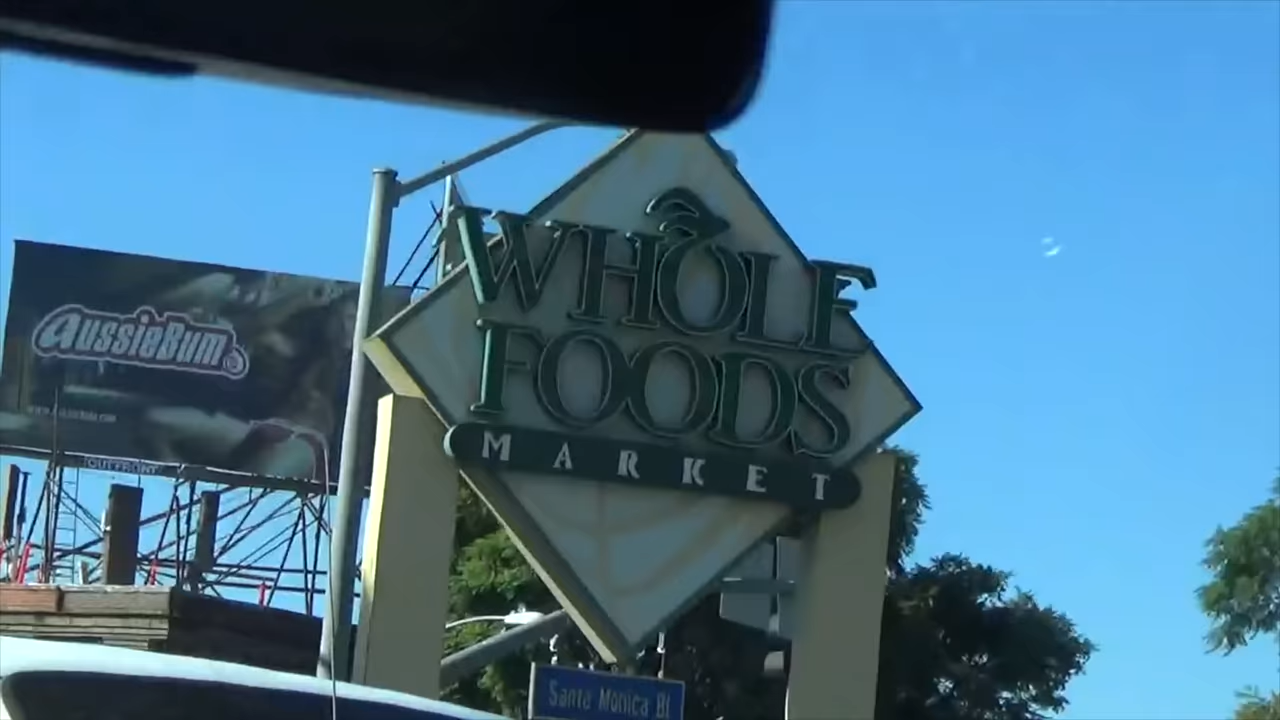 WHOLE
FOODS
MARKET
aussieBum
OUTFRONT
Santa Monica Bl